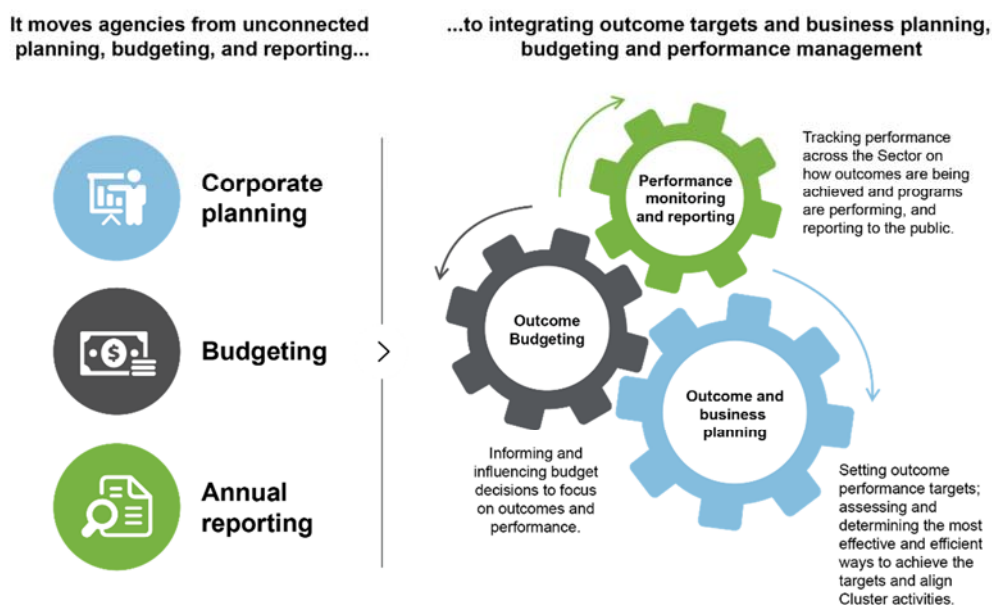 It moves agencies from unconnected
planning, budgeting, and reporting...
...to integrating outcome targets and business planning,
budgeting and performance management
Corporate
planning
$
Budgeting
Annual
reporting
Performance
monitoring
and reporting
Tracking performance
across the Sector on
how outcomes are being
achieved and programs
are performing, and
reporting to the public.
Outcome
Budgeting
Informing and
influencing budget
decisions to focus
on outcomes and
performance.
Outcome and
business
planning
Setting outcome
performance targets;
assessing and
determining the most
effective and efficient
ways to achieve the
targets and align
Cluster activities.